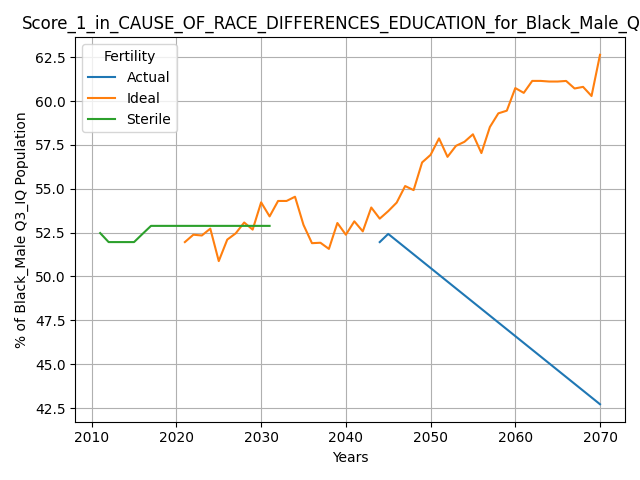 Score_1_in_CAUSE_OF_RACE_DIFFERENCES_EDUCATION_for_Black_Male_Q
Fertility
Actual
Ideal
Sterile
% of Black_Male Q3_IQ Population
62.5
60.0
57.5
55.0
52.5
50.0
47.5
45.0
42.5
2010 2020 2030 2040 2050 2060 2070
Years